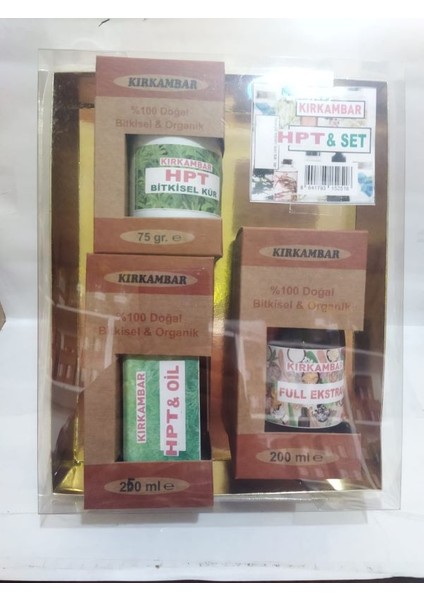 KIRKAMBAR
%100 Doğal
Bitkisel & Organik
KIRKAMBAR
HPT
BİTKİSEL KÜR
75 gr. e
KIRKAMBAR
HPT & SET
KIRKAMBAR
%100 Doğal
Bitkisel & Organik
KIRKAMBAR
HPT & OİL
250 ml e
KIRKAMBAR
%100 Doğal
Bitkisel & Organik
KIRKAMBAR
FULL EKSTRA
200 ml e